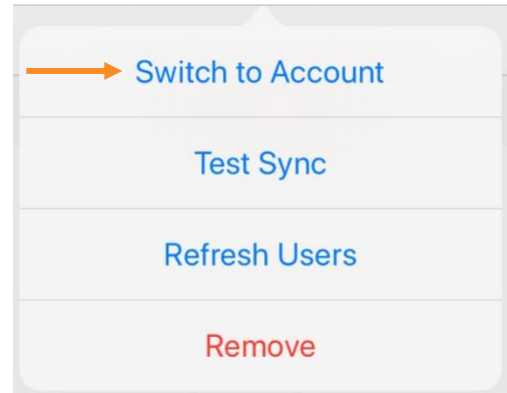 Switch to Account
Test Sync
Refresh Users
Remove